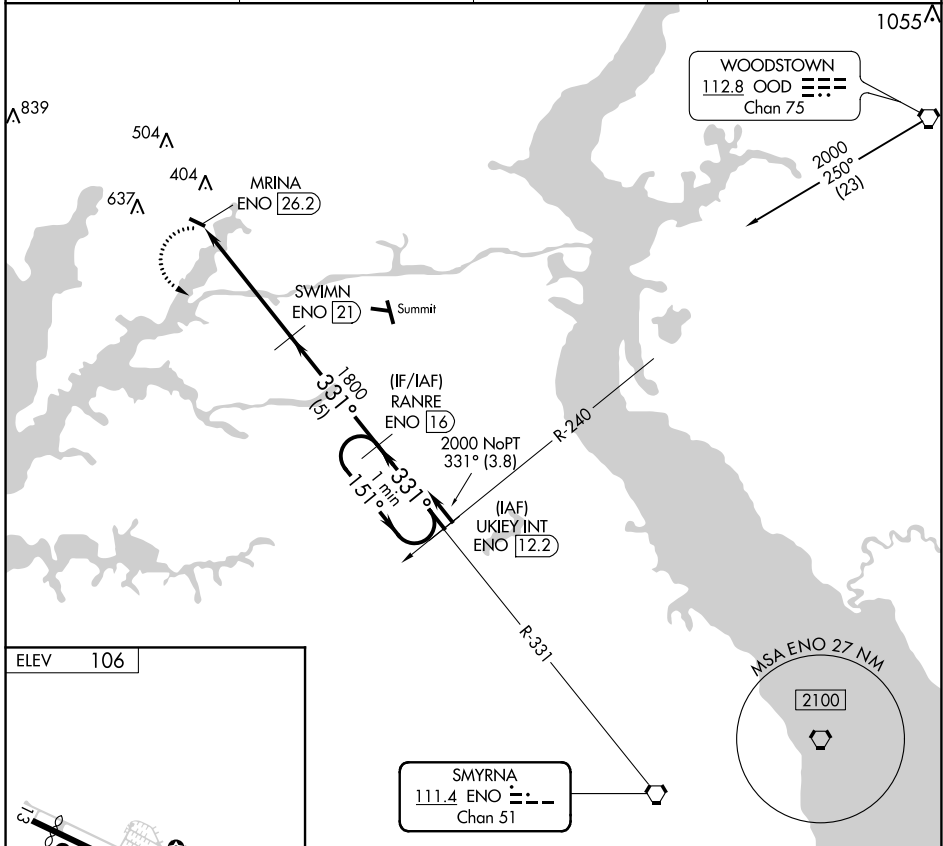 1055
WOODSTOWN
112.8 OOD
Chan 75
839
504
404
637
MRINA
ENO 26.2
2000
250°
(23)
SWIMN
ENO 21
Summit
1800
331°
(5)
(IF/IAF)
RANRE
ENO 16
2000 NoPT
331° (3.8)
R-240
331°
1 min
151°
(IAF)
UKIEY INT
ENO 12.2
R-331
ELEV 106
MSA ENO 27 NM
2100
SMYRNA
111.4 ENO
Chan 51
13